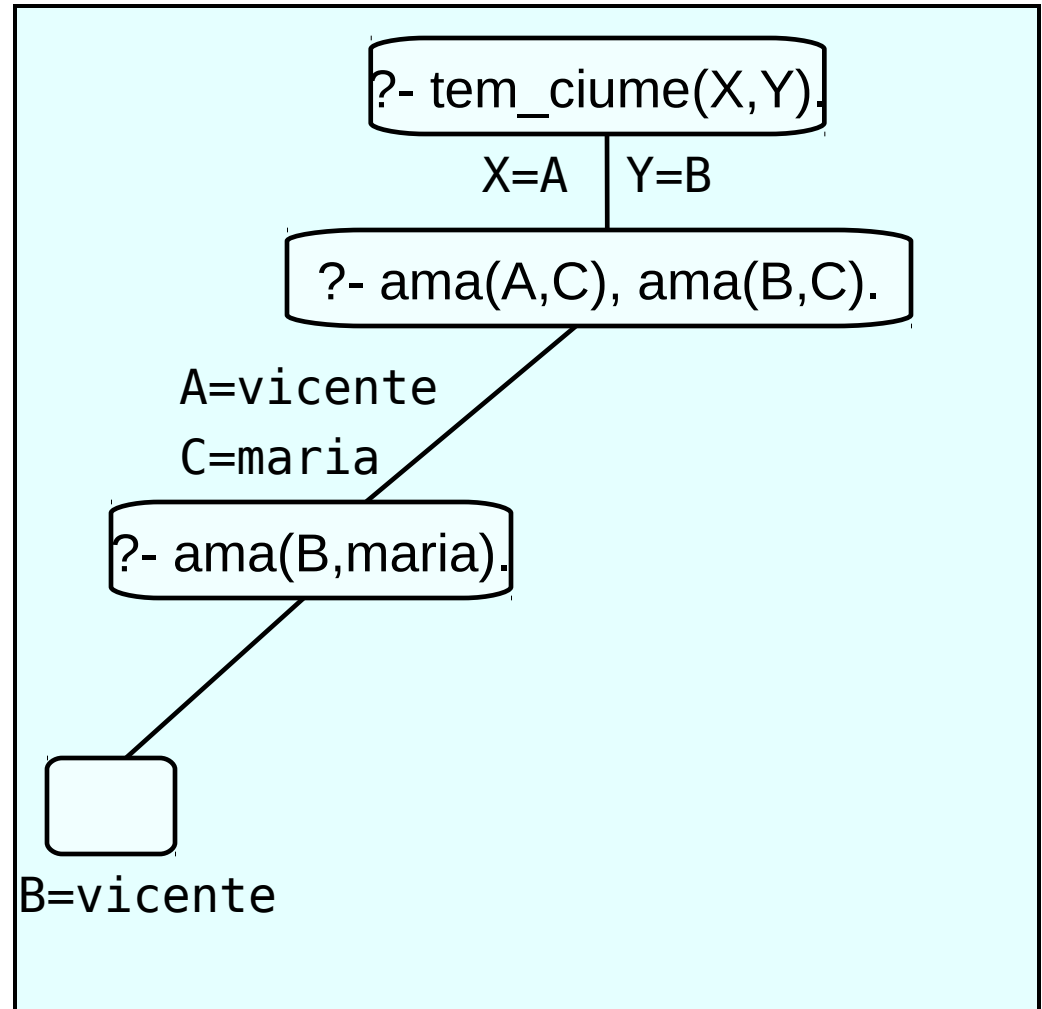 ?- tem_ciume(X,Y).
X=A Y=B
?- ama(A,C), ama(B,C).
A=vicente
C=maria
?- ama(B,maria).
B=vicente